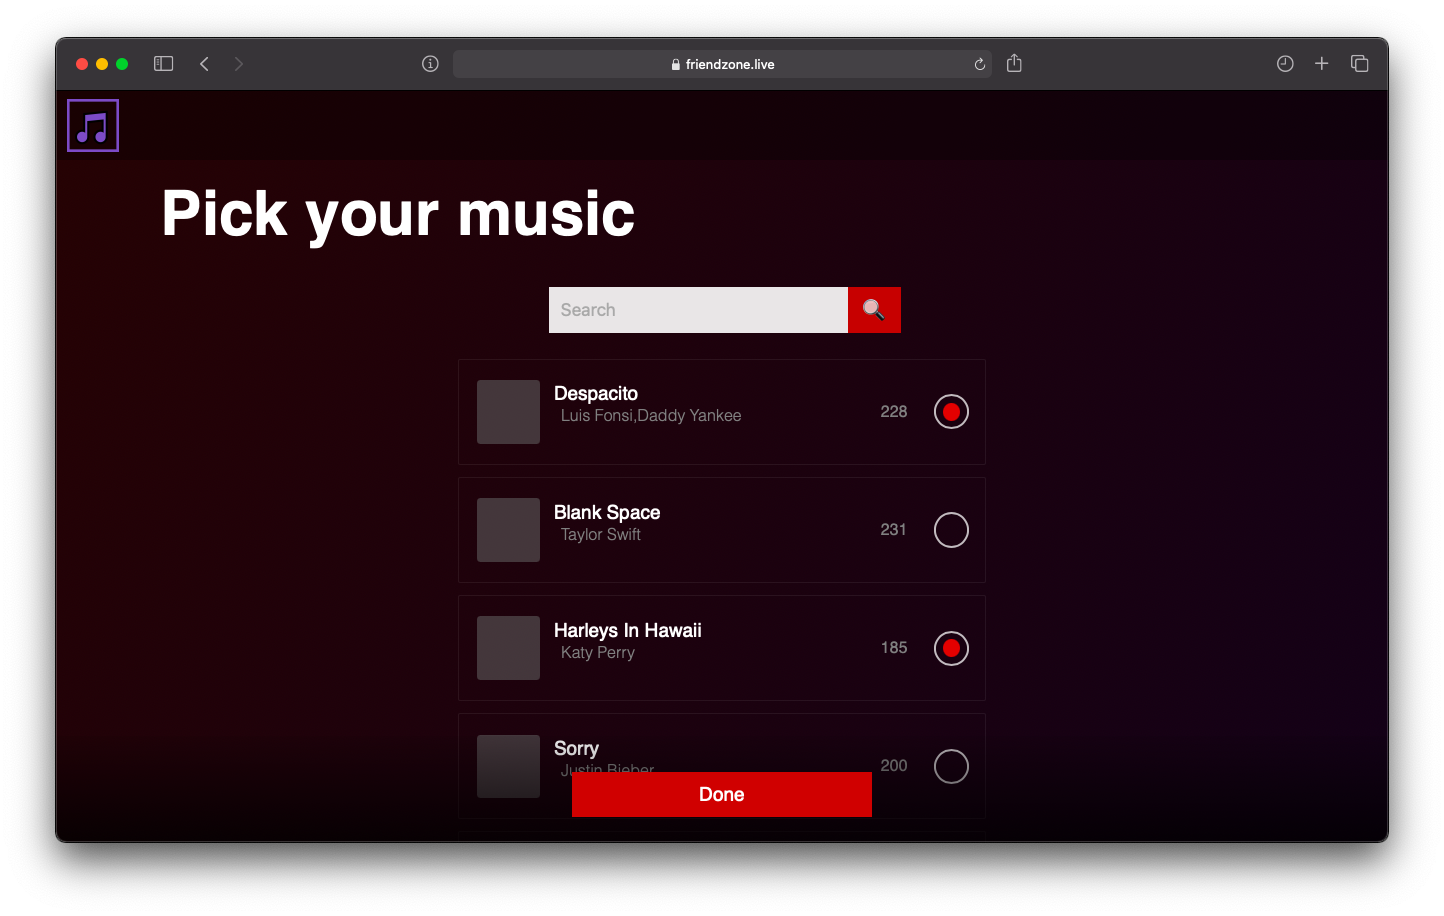 friendzone.live
Pick your music
Search
Despacito
Luis Fonsi,Daddy Yankee
228
Blank Space
Taylor Swift
231
Harleys In Hawaii
Katy Perry
185
Sorry
Justin Bieber
200
Done